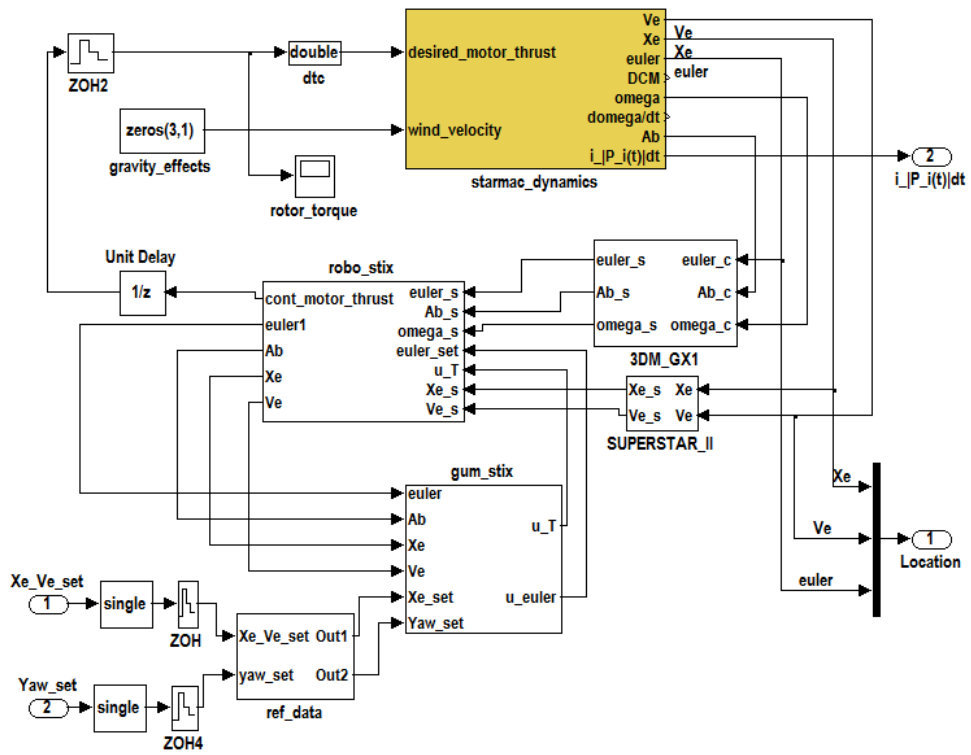 Ve
Ve
Xe
Xe
double
desired_motor_thrust
euler
DCM
euler
ZOH2
dtc
omega
domega/dt
zeros(3,1)
wind_velocity
Ab
gravity_effects
i_|P_i(t)|dt
2
starmac_dynamics
i_|P_i(t)|dt
rotor_torque
Unit Delay
robo_stix
euler_s
euler_c
1/z
cont_motor_thrust
euler_s
Ab_s
Ab_c
euler1
Ab_s
omega_s
omega_s
omega_c
Ab
euler_set
3DM_GX1
Xe
u_T
Xe_s
Xe_s
Xe
Ve
Ve_s
Ve_s
Ve
SUPERSTAR_II
gum_stix
Xe
euler
Ab
u_T
Ve
Xe
1
Ve
Location
Xe_Ve_set
euler
1
single
Xe_set
u_euler
Yaw_set
ZOH
Xe_Ve_set
Out1
Yaw_set
yaw_set
Out2
2
single
ref_data
ZOH4